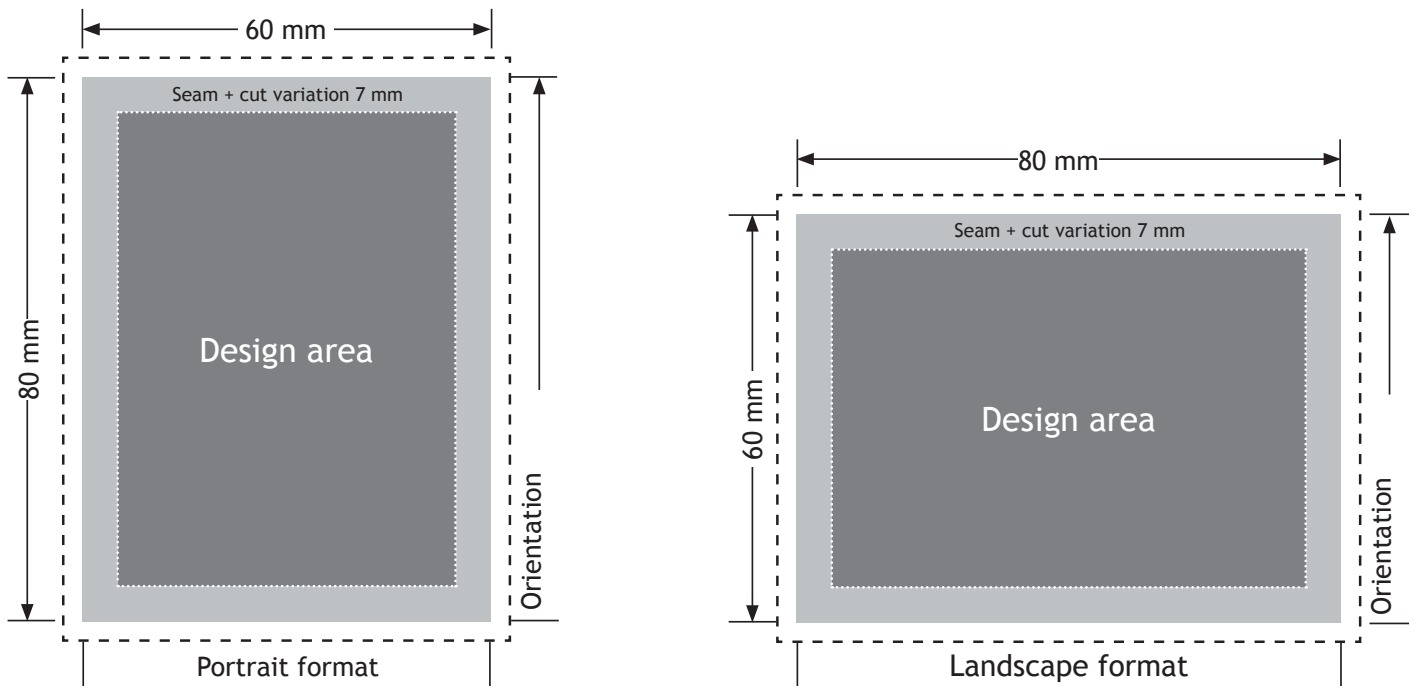 60 mm
Seam + cut variation 7 mm
80 mm
Design area
Orientation
Portrait format
80 mm
Seam + cut variation 7 mm
60 mm
Design area
Orientation
Landscape format